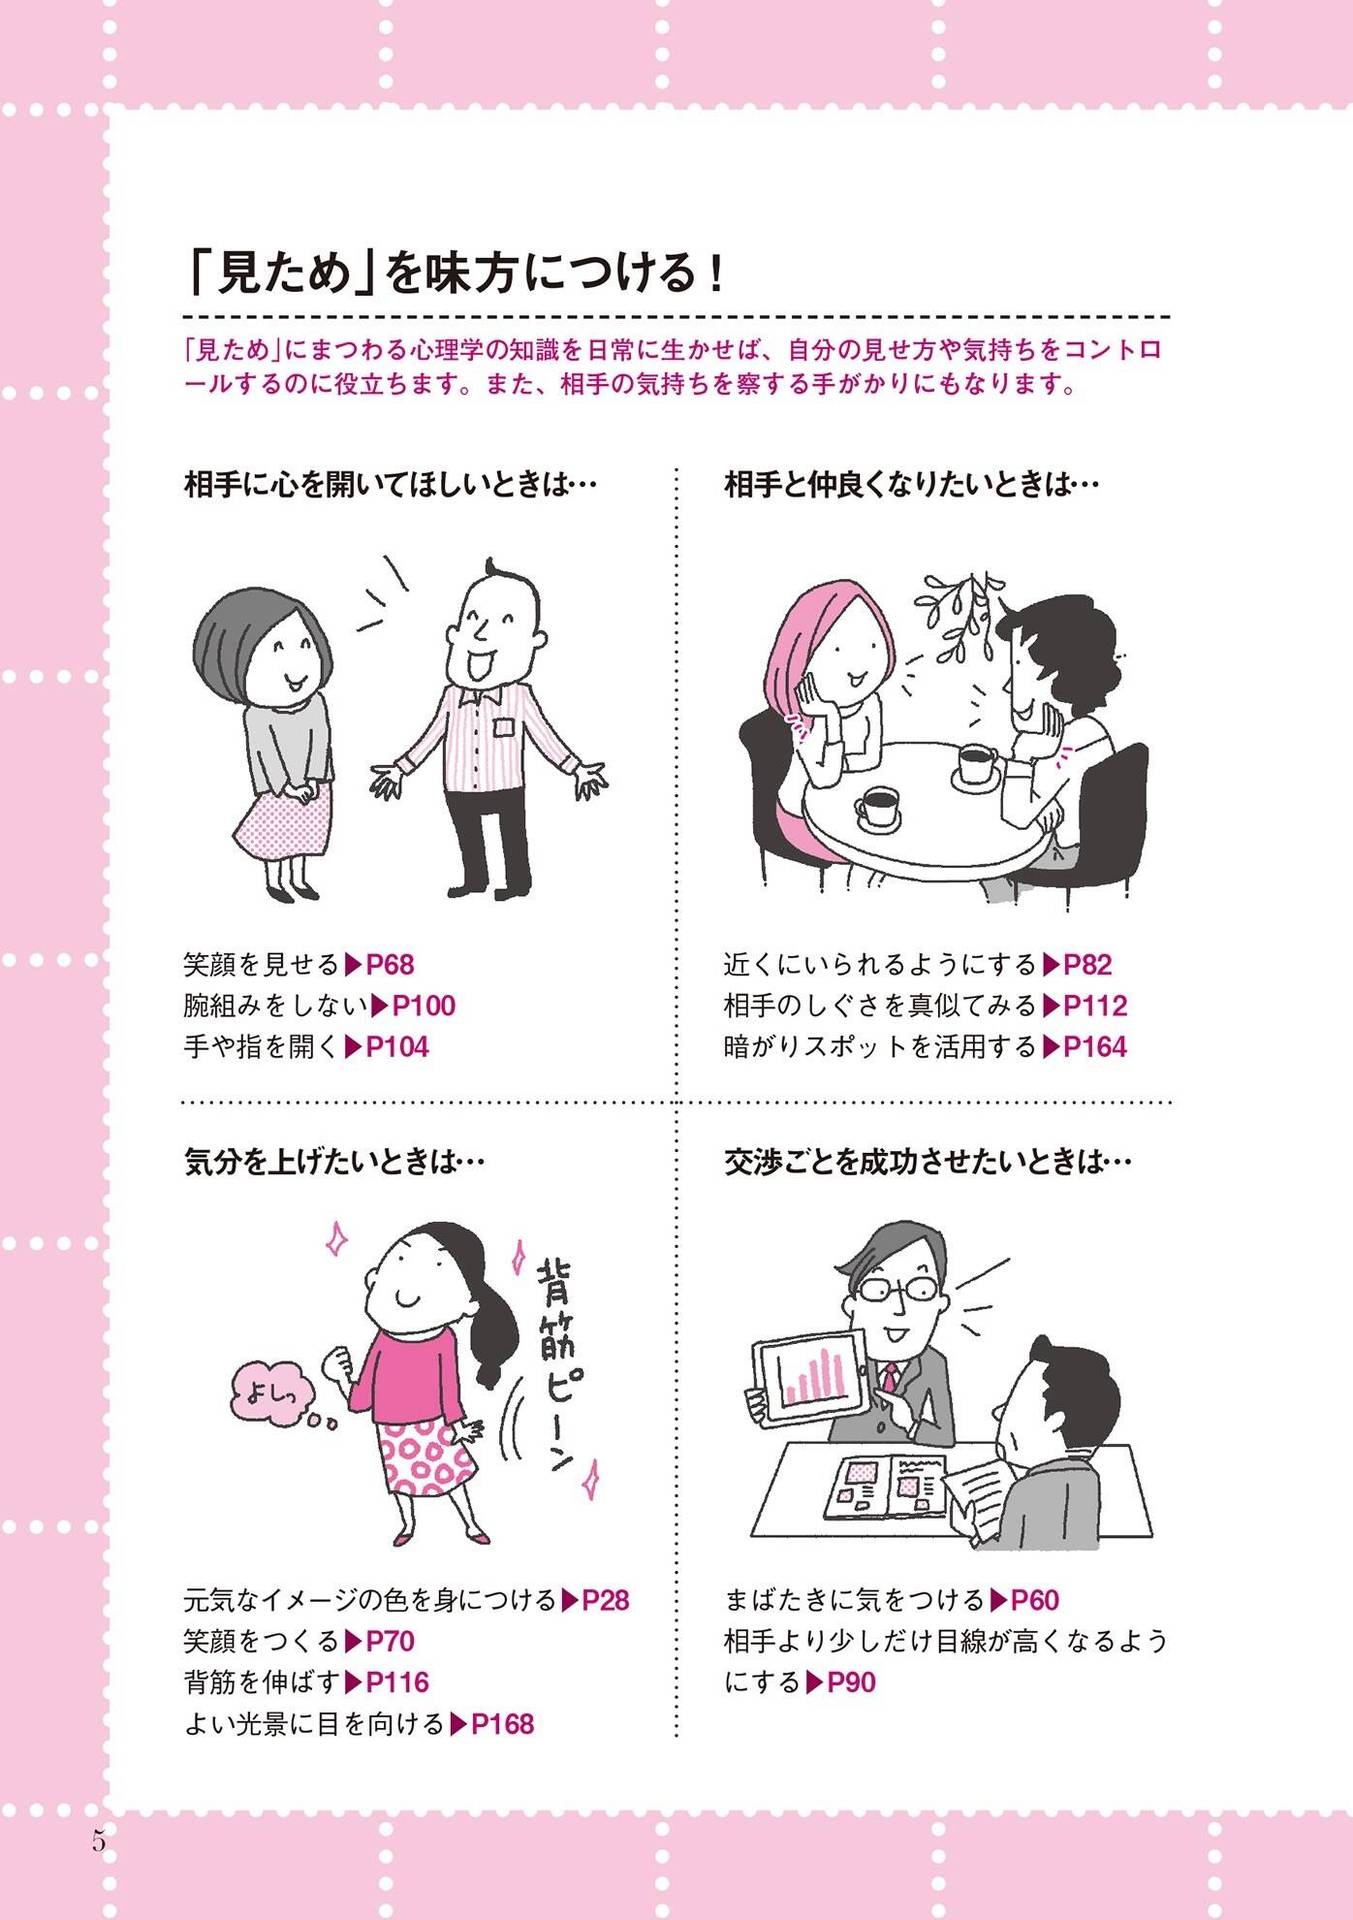 「見ため」を味方につける！
「見ため」にまつわる心理学の知識を日常に生かせば、自分の見せ方や気持ちをコントロ
ールするのに役立ちます。また、相手の気持ちを察する手がかりにもなります。
相手に心を開いてほしいときは…
笑顔を見せる▶P68
腕組みをしない▶P100
手や指を開く▶P104
相手と仲良くなりたいときは…
近くにいられるようにする▶P82
相手のしぐさを真似てみる▶P112
暗がりスポットを活用する▶P164
気分を上げたいときは…
背筋ピーン
よしっ
元気なイメージの色を身につける▶P28
笑顔をつくる▶P70
背筋を伸ばす▶P116
よい光景に目を向ける▶P168
交渉ごとを成功させたいときは…
まばたきに気をつける▶P60
相手より少しだけ目線が高くなるよう
にする▶P90
5